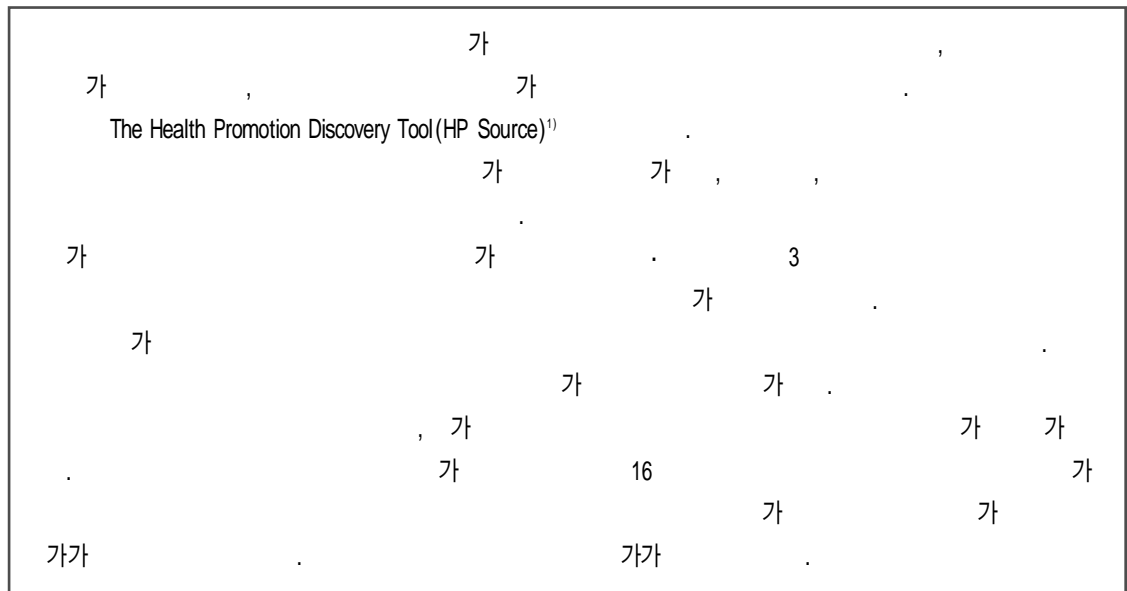 가 ,
가 , 가 .
The Health Promotion Discovery Tool(HP Source)1) .
가 가 , ,
.
가 가 · 3
가 .
가 .
가 가 .
, 가 가 가
. 가 16 가
가 가
가가 . 가가 .